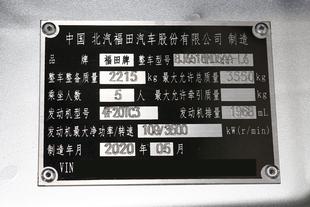 中国 北汽福田汽车股份有限公司 制造
品牌 福田牌 整车型号
整车整备质量 2215 kg 最大允许总质量 3550 kg
乘坐人数 5 人 最大允许牵引质量 kg
发动机型号 4F20TC3 发动机排量 1968 mL
发动机最大净功率/转速 109/3600 kW(r/min)
制造年月 2020 年 05 月
VIN